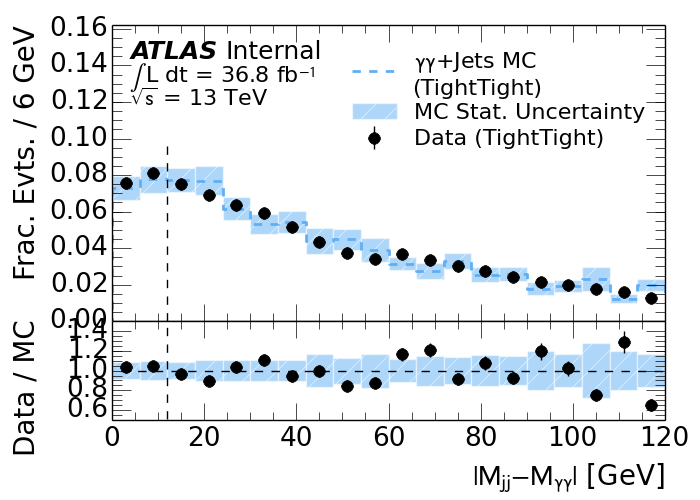 Frac. Evts. / 6 GeV
0.16
0.14
0.12
0.10
0.08
0.06
0.04
0.02
0.00
ATLAS Internal
∫L dt = 36.8 fb⁻¹
√s = 13 TeV
γγ+Jets MC
(TightTight)
MC Stat. Uncertainty
Data (TightTight)
Data / MC
1.4
1.2
1.0
0.8
0.6
0 20 40 60 80 100 120
|Mjj−Mγγ| [GeV]